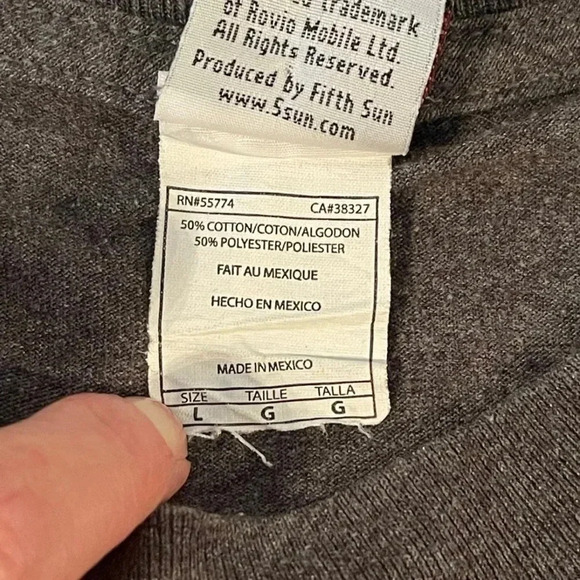 trademark
of Rovio Mobile Ltd.
All Rights Reserved.
Produced by Fifth Sun
www.5sun.com
RN#55774 CA#38327
50% COTTON/COTON/ALGODON
50% POLYESTER/POLIESTER
FAIT AU MEXIQUE
HECHO EN MEXICO
MADE IN MEXICO
SIZE TAILLE TALLA
L G G